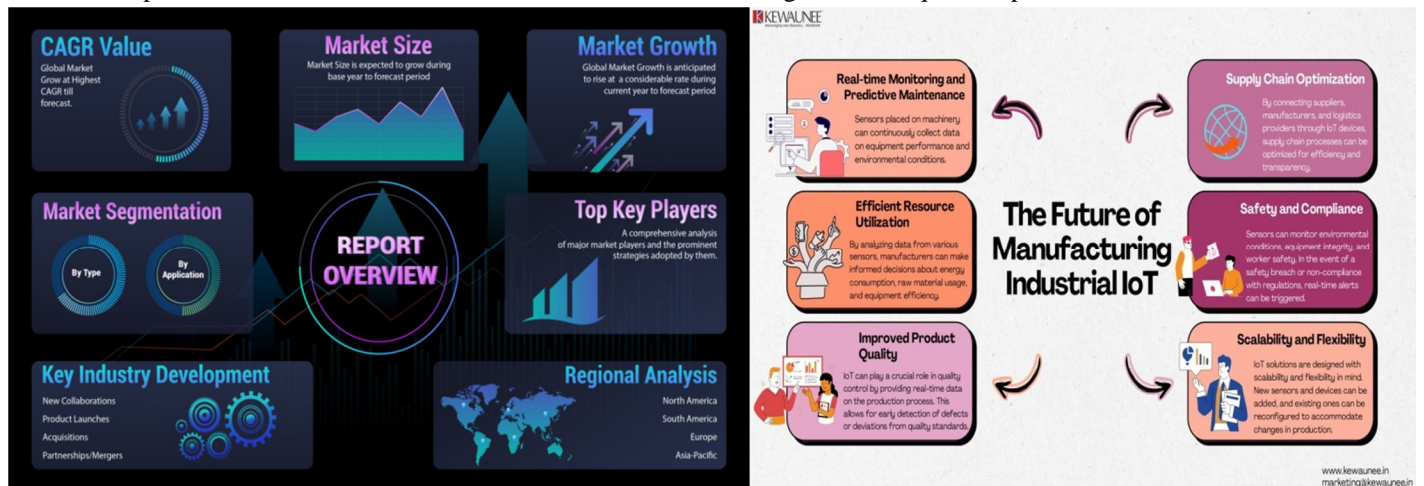 CAGR Value
Global Market
Grow at Highest
CAGR till
forecast.
Market Size
Market Size is expected to grow during
base year to forecast period
Market Growth
Global Market Growth is anticipated
to rise at a considerable rate during
current year to forecast period
Market Segmentation
By Type
By
Application
REPORT
OVERVIEW
Top Key Players
A comprehensive analysis
of major market players and the prominent
strategies adopted by them.
Key Industry Development
New Collaborations
Product Launches
Acquisitions
Partnerships/Mergers
Regional Analysis
North America
South America
Europe
Asia-Pacific
KEWAUNEE
Real-time Monitoring and
Predictive Maintenance
Sensors placed on machinery
can continuously collect data
on equipment performance and
environmental conditions.
Efficient Resource
Utilization
By analyzing data from various
sensors, manufacturers can make
informed decisions about energy
consumption, raw material usage,
and equipment efficiency.
Improved Product
Quality
IoT can play a crucial role in quality
control by providing real-time data
on the production process. This
allows for early detection of defects
or deviations from quality standards.
The Future of
Manufacturing
Industrial IoT
Supply Chain Optimization
By connecting suppliers,
manufacturers, and logistics
providers through IoT devices,
supply chain processes can be
optimized for efficiency and
transparency.
Safety and Compliance
Sensors can monitor environmental
conditions, equipment integrity, and
worker safety. In the event of a
safety breach or non-compliance
with regulations, real-time alerts
can be triggered.
Scalability and Flexibility
IoT solutions are designed with
scalability and flexibility in mind.
New sensors and devices can be
added, and existing ones can be
reconfigured to accommodate
changes in production.
www.kewaunee.in
marketing@kewaunee.in